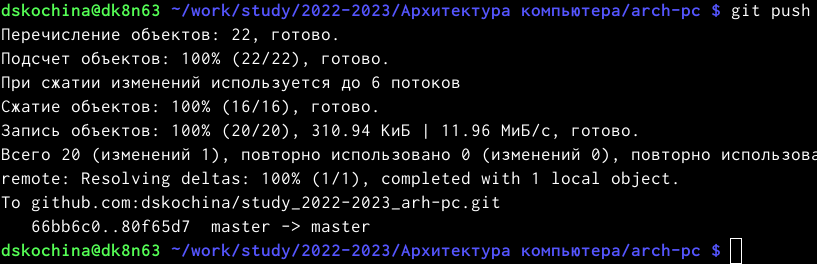 dskochina@dk8n63 ~/work/study/2022-2023/Архитектура компьютера/arch-pc $ git push
Перечисление объектов: 22, готово.
Подсчет объектов: 100% (22/22), готово.
При сжатии изменений используется до 6 потоков
Сжатие объектов: 100% (16/16), готово.
Запись объектов: 100% (20/20), 310.94 КиБ | 11.96 МиБ/с, готово.
Всего 20 (изменений 1), повторно использовано 0 (изменений 0), повторно использова
remote: Resolving deltas: 100% (1/1), completed with 1 local object.
To github.com:dskochina/study_2022-2023_arh-pc.git
66bb6c0..80f65d7  master -> master
dskochina@dk8n63 ~/work/study/2022-2023/Архитектура компьютера/arch-pc $